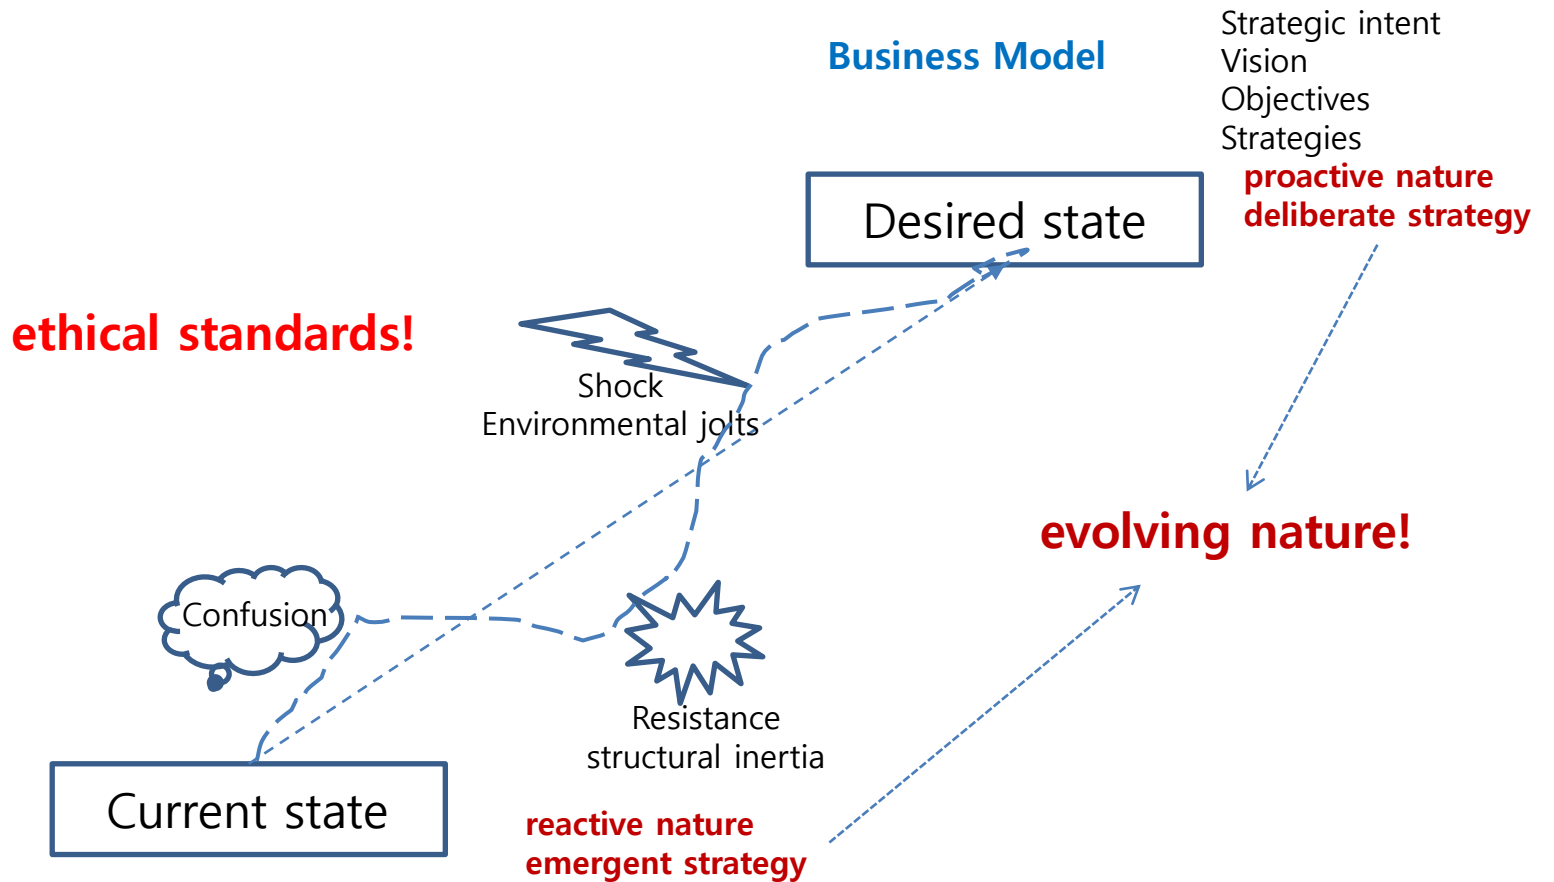 Strategic intent
Business Model
Vision
Objectives
Strategies
proactive nature
deliberate strategy
Desired state
ethical standards!
Shock
Environmental jolts
evolving nature!
Confusion
Resistance
structural inertia
Current state
reactive nature
emergent strategy